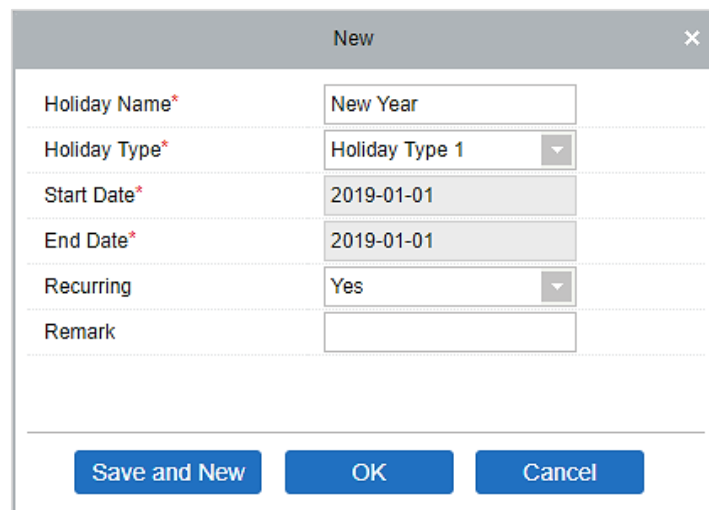 New
Holiday Name* New Year
Holiday Type* Holiday Type 1
Start Date* 2019-01-01
End Date* 2019-01-01
Recurring Yes
Remark
Save and New OK Cancel